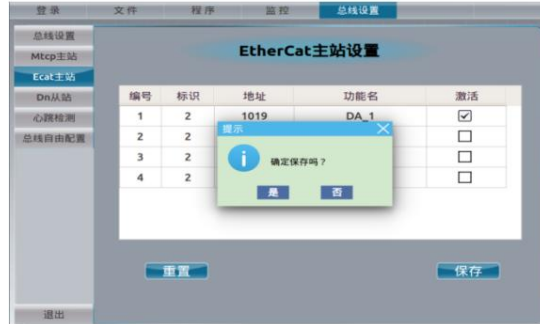 登录 文件 程序 监控 总线设置
总线设置
Mtcp主站
Ecat主站
Dn从站
心跳检测
总线自由配置
退出
EtherCat主站设置
编号 标识 地址 功能名 激活
1 2 1019 DA_1
2 2
3 2
4 2
提示
确定保存吗？
是 否
重置 保存